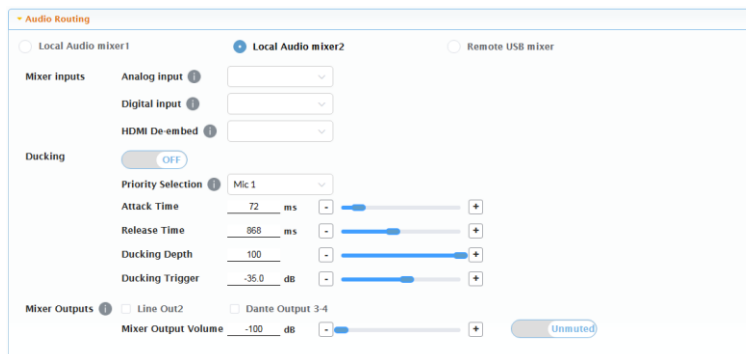 Audio Routing
Local Audio mixer1 Local Audio mixer2 Remote USB mixer
Mixer inputs Analog input i
Digital input i
HDMI De-embed i
Ducking OFF
Priority Selection i Mic 1
Attack Time 72 ms - +
Release Time 868 ms - +
Ducking Depth 100 - +
Ducking Trigger -35.0 dB - +
Mixer Outputs i Line Out2 Dante Output 3-4
Mixer Output Volume -100 dB - + Unmuted